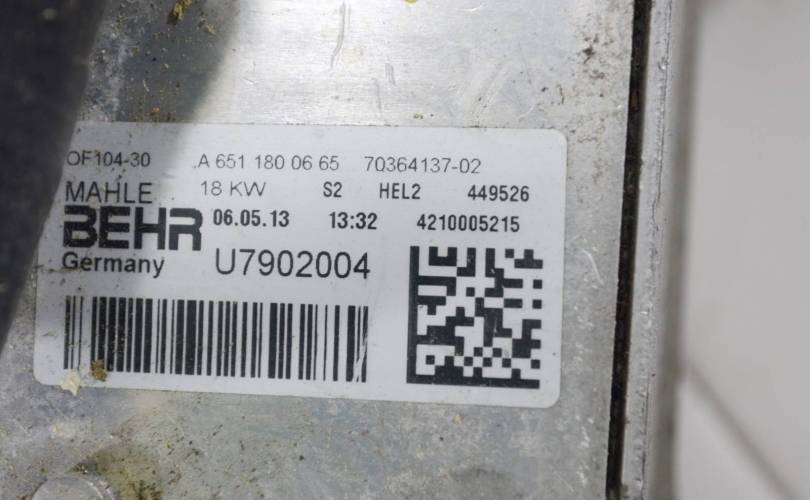 OF104-30 A 651 180 06 65 70364137-02
MAHLE 18 KW S2 HEL2 449526
BEHR 06.05.13 13:32 4210005215
Germany U7902004